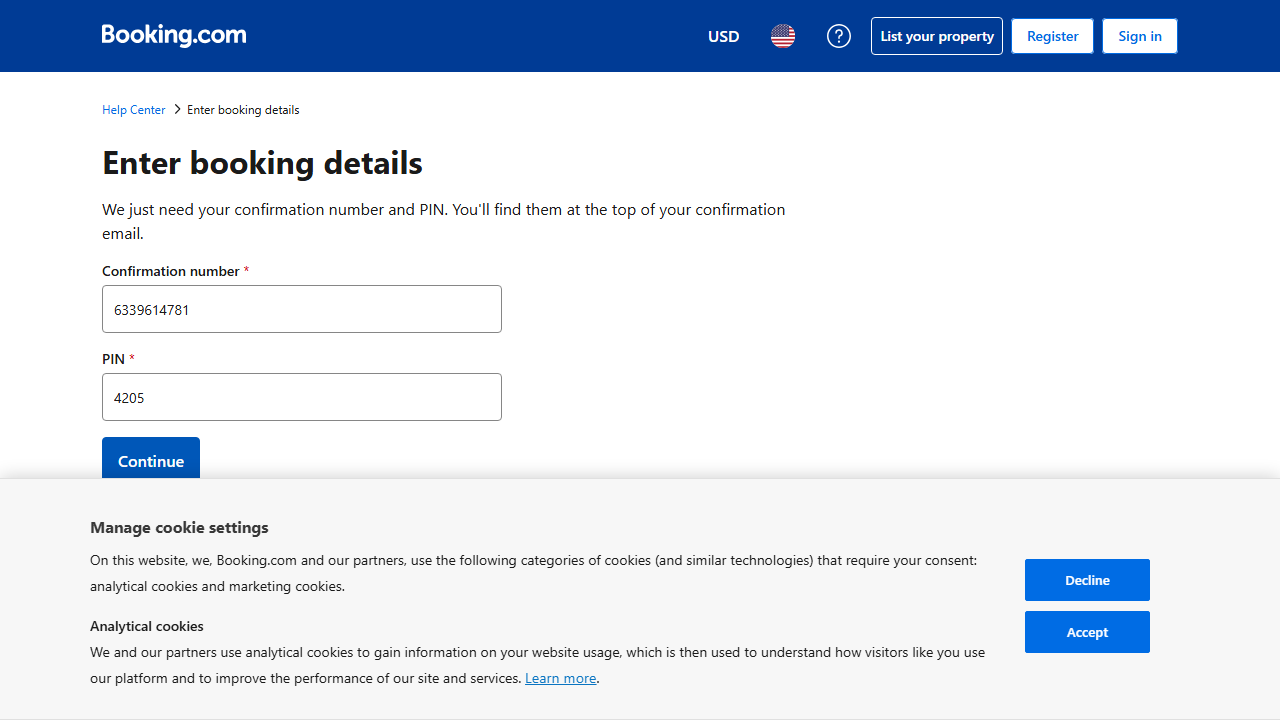 Booking.com
USD
List your property
Register
Sign in
Help Center
Enter booking details
Enter booking details
We just need your confirmation number and PIN. You'll find them at the top of your confirmation
email.
Confirmation number *
6339614781
PIN *
4205
Continue
Manage cookie settings
On this website, we, Booking.com and our partners, use the following categories of cookies (and similar technologies) that require your consent:
analytical cookies and marketing cookies.
Decline
Accept
Analytical cookies
We and our partners use analytical cookies to gain information on your website usage, which is then used to understand how visitors like you use
our platform and to improve the performance of our site and services. Learn more.